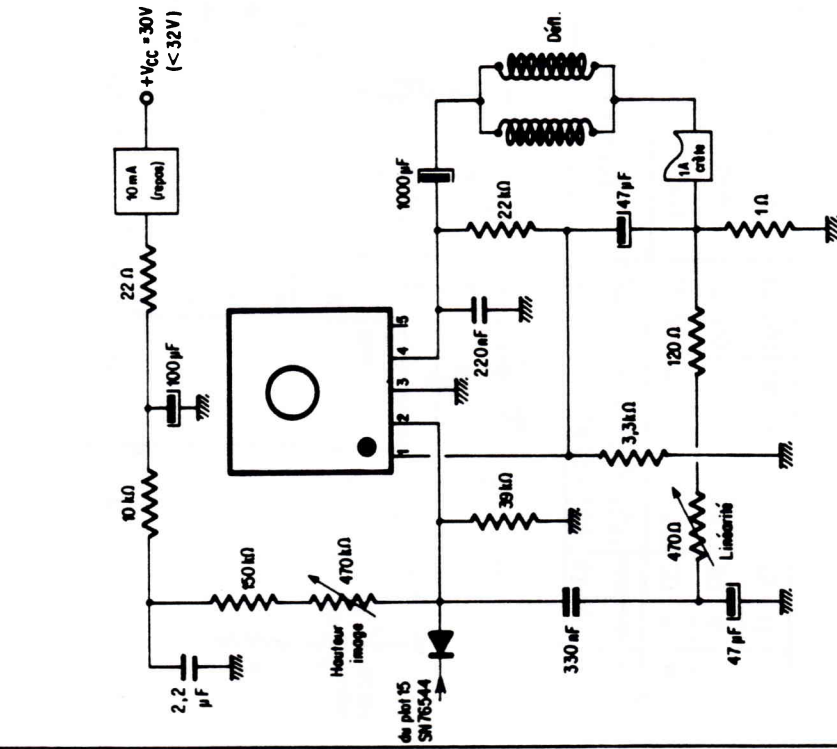 +VCC = 30V
(< 32V)
10 mA
(repos)
22 Ω
100 µF
10 kΩ
2,2
µF
150 kΩ
470 kΩ
Hauteur
image
du plot 15
SN 76544
39 kΩ
330 nF
47 µF
470 Ω
Linéarité
120 Ω
3,3 kΩ
1 2 3 4 5
220 nF
1000 µF
22 kΩ
47 µF
1 Ω
1A
crête
Défl.